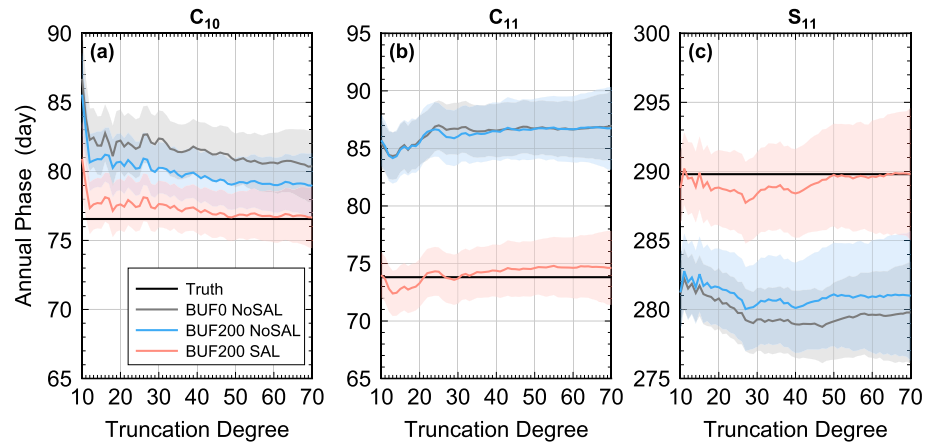 C₁₀ C₁₁ S₁₁
(a) (b) (c)
Annual Phase (day)
90
85
80
75
70
65
95
90
85
80
75
70
65
300
295
290
285
280
275
Truth
BUF0 NoSAL
BUF200 NoSAL
BUF200 SAL
10 20 30 40 50 60 70
10 20 30 40 50 60 70
10 20 30 40 50 60 70
Truncation Degree
Truncation Degree
Truncation Degree